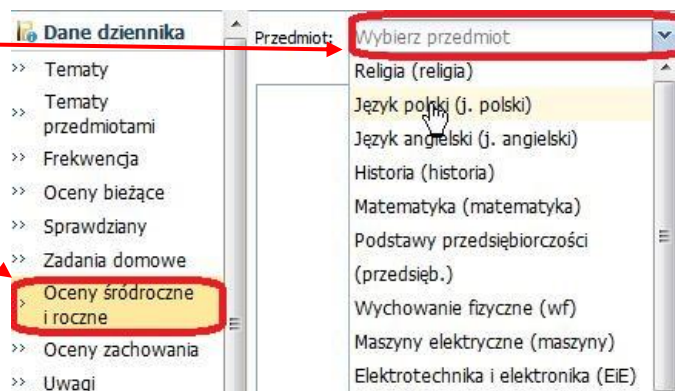 Dane dziennika
Tematy
Tematy
przedmiotami
Frekwencja
Oceny bieżące
Sprawdziany
Zadania domowe
Oceny śródroczne
i roczne
Oceny zachowania
Uwagi
Przedmiot: Wybierz przedmiot
Religia (religia)
Język polski (j. polski)
Język angielski (j. angielski)
Historia (historia)
Matematyka (matematyka)
Podstawy przedsiębiorczości
(przedsięb.)
Wychowanie fizyczne (wf)
Maszyny elektryczne (maszyny)
Elektrotechnika i elektronika (EiE)